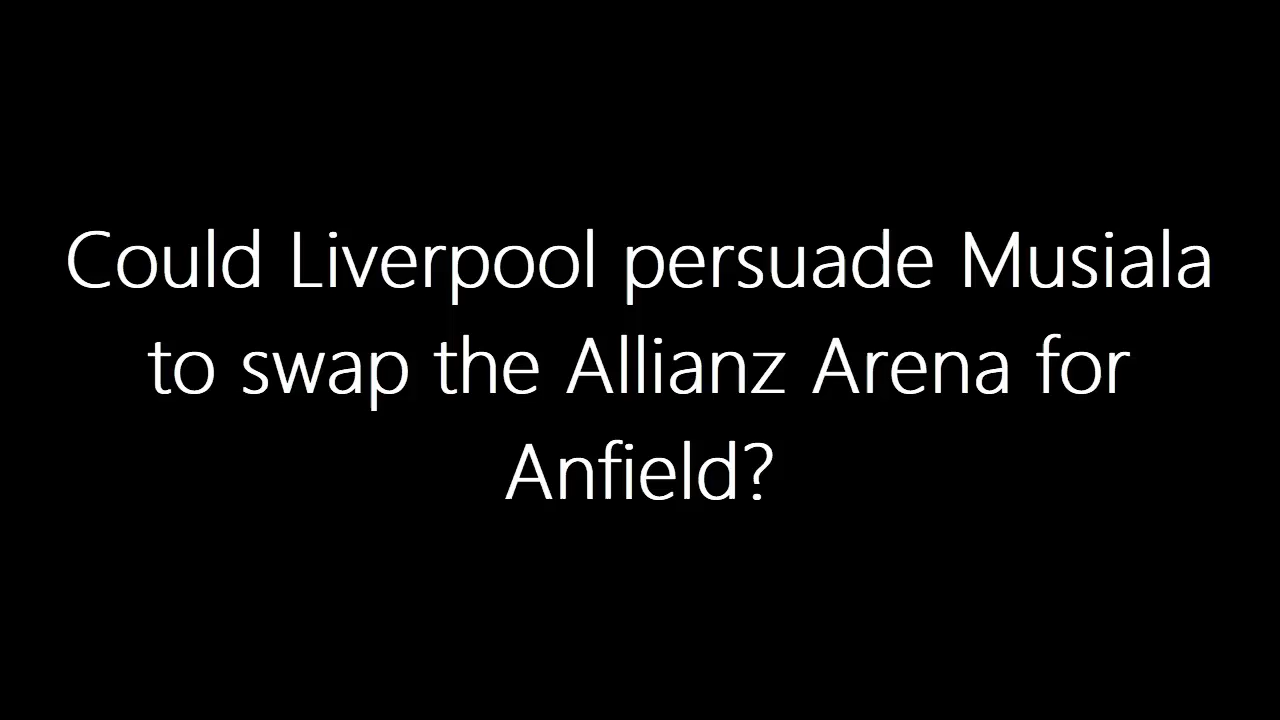 Could Liverpool persuade Musiala
to swap the Allianz Arena for
Anfield?